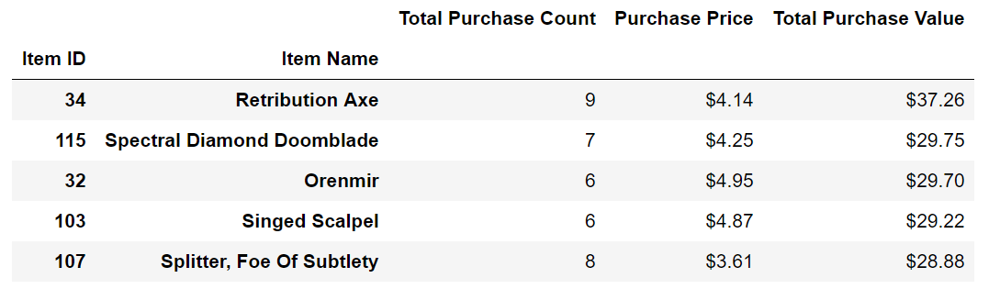 Total Purchase Count Purchase Price Total Purchase Value
Item ID Item Name
34 Retribution Axe 9 $4.14 $37.26
115 Spectral Diamond Doomblade 7 $4.25 $29.75
32 Orenmir 6 $4.95 $29.70
103 Singed Scalpel 6 $4.87 $29.22
107 Splitter, Foe Of Subtlety 8 $3.61 $28.88